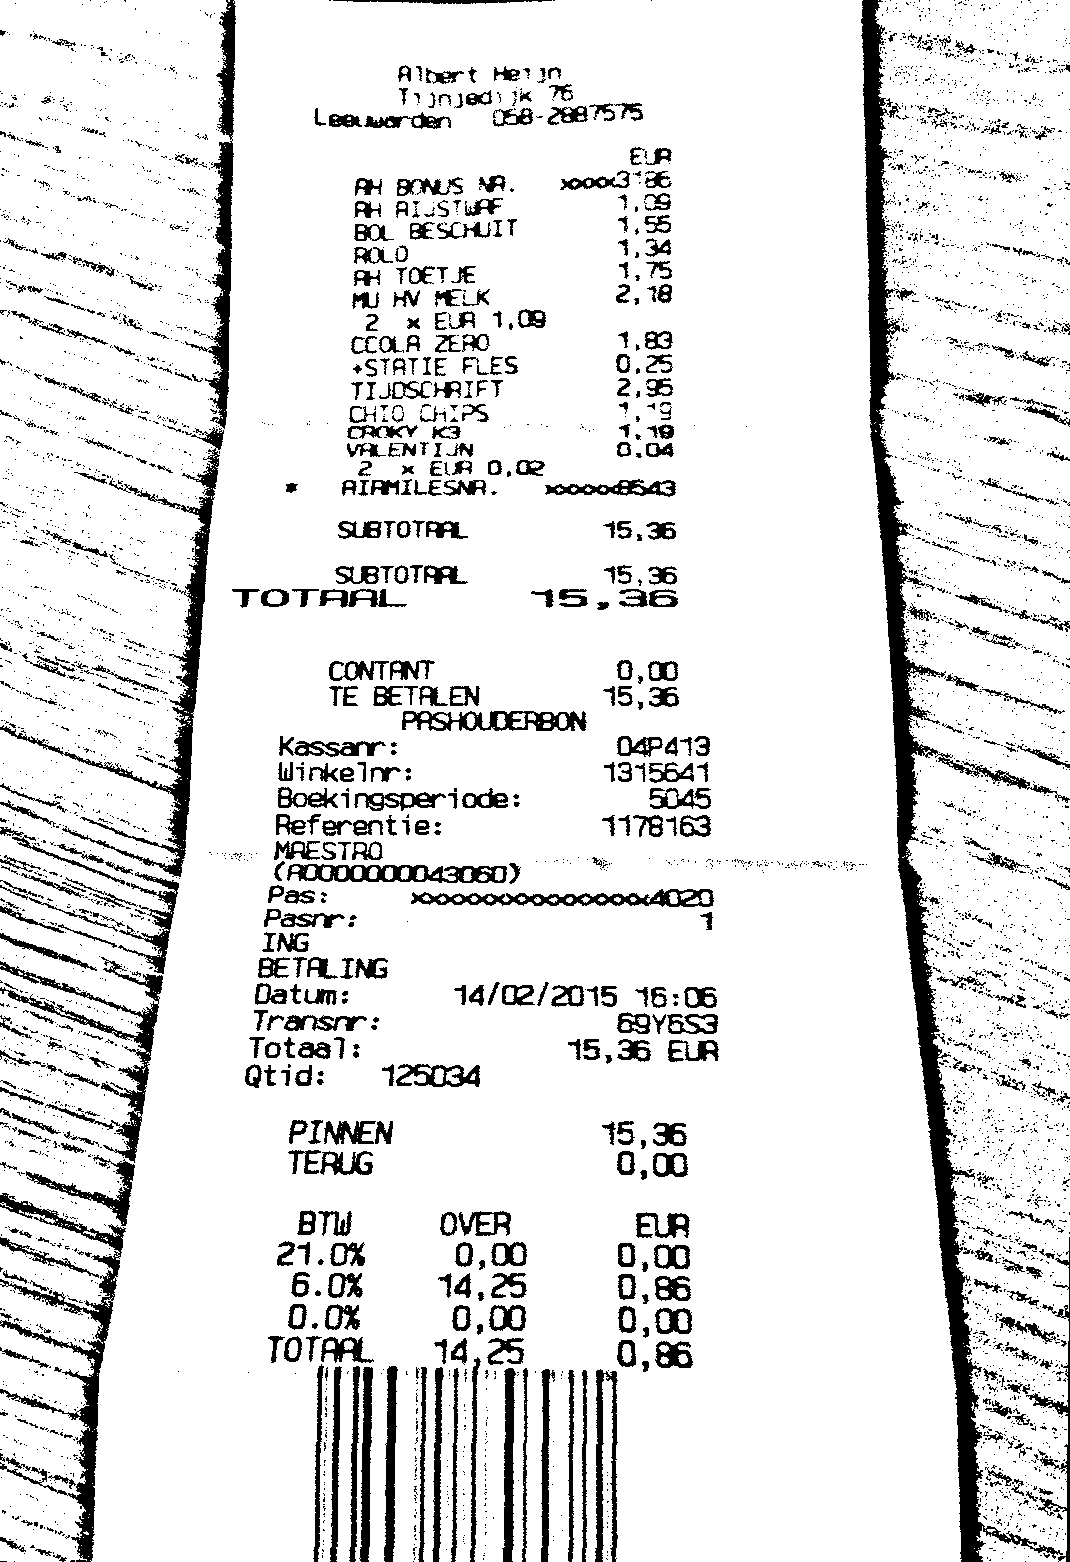 Albert Heijn
Tijnjedijk 76
Leeuwarden 058-2887575
EUR
AH BONUS NR. xxxx3186
AH RIJSTWAF 1,09
BOL BESCHUIT 1,55
ROLO 1,34
AH TOETJE 1,75
MU HV MELK 2,18
2 x EUR 1,09
CCOLA ZERO 1,83
+STATIE FLES 0,25
TIJDSCHRIFT 2,95
CHIO CHIPS 1,19
CROKY K3 1,19
VALENTIJN 0,04
2 x EUR 0,02
* AIRMILESNR. xxxxx8543
SUBTOTAAL 15,36
SUBTOTAAL 15,36
TOTAAL 15,36
CONTANT 0,00
TE BETALEN 15,36
PASHOUDERBON
Kassanr: 04P413
Winkelnr: 1315641
Boekingsperiode: 5045
Referentie: 1178163
MAESTRO
(A0000000043060)
Pas: xxxxxxxxxxxxxxx4020
Pasnr: 1
ING
BETALING
Datum: 14/02/2015 16:06
Transnr: 69Y6S3
Totaal: 15,36 EUR
Qtid: 125034
PINNEN 15,36
TERUG 0,00
BTW OVER EUR
21.0% 0,00 0,00
6.0% 14,25 0,86
0.0% 0,00 0,00
TOTAAL 14,25 0,86